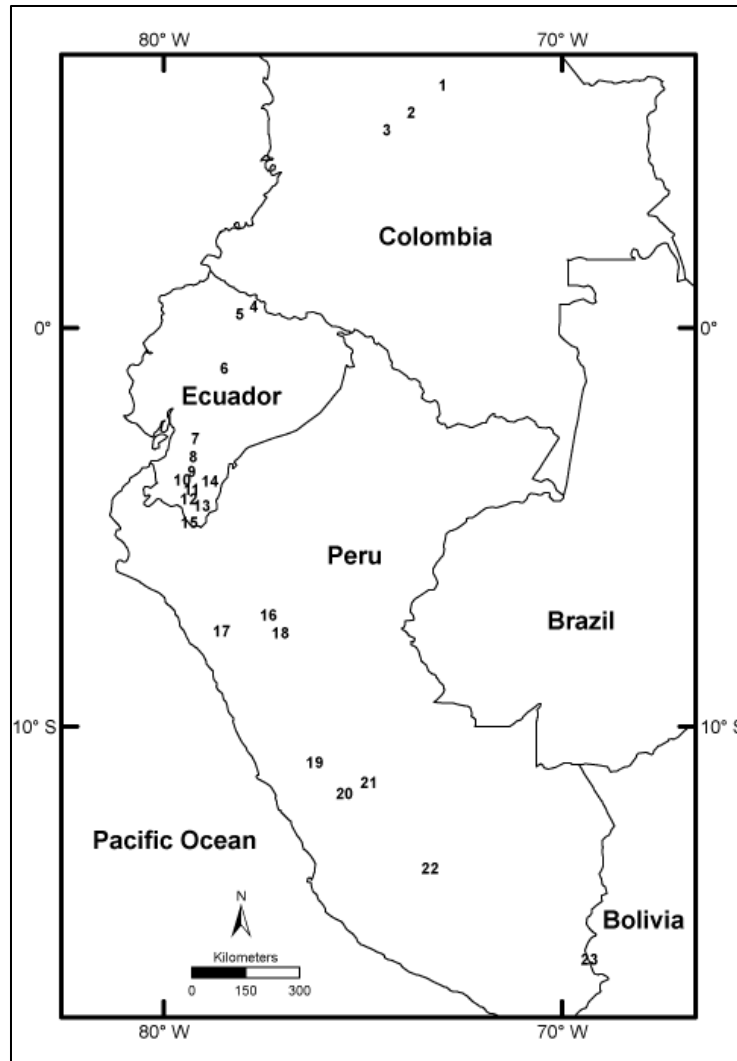 80° W 70° W
1
2
3
Colombia
4
5
0° 0°
6
Ecuador
7
8
9
10 14
11
12 13
15
Peru
16
17 18
Brazil
10° S 10° S
19
21
20
Pacific Ocean
22
N
Bolivia
Kilometers
23
0 150 300
80° W 70° W